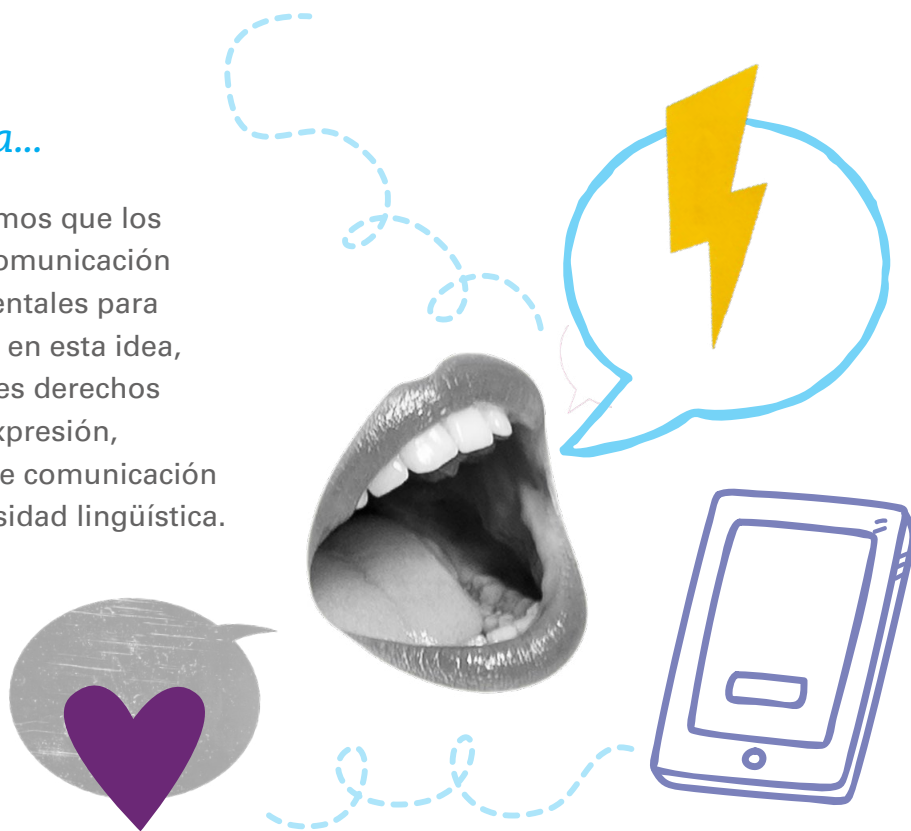 a...
mos que los
omunicación
entales para
en esta idea,
es derechos
xpresión,
e comunicación
sidad lingüística.